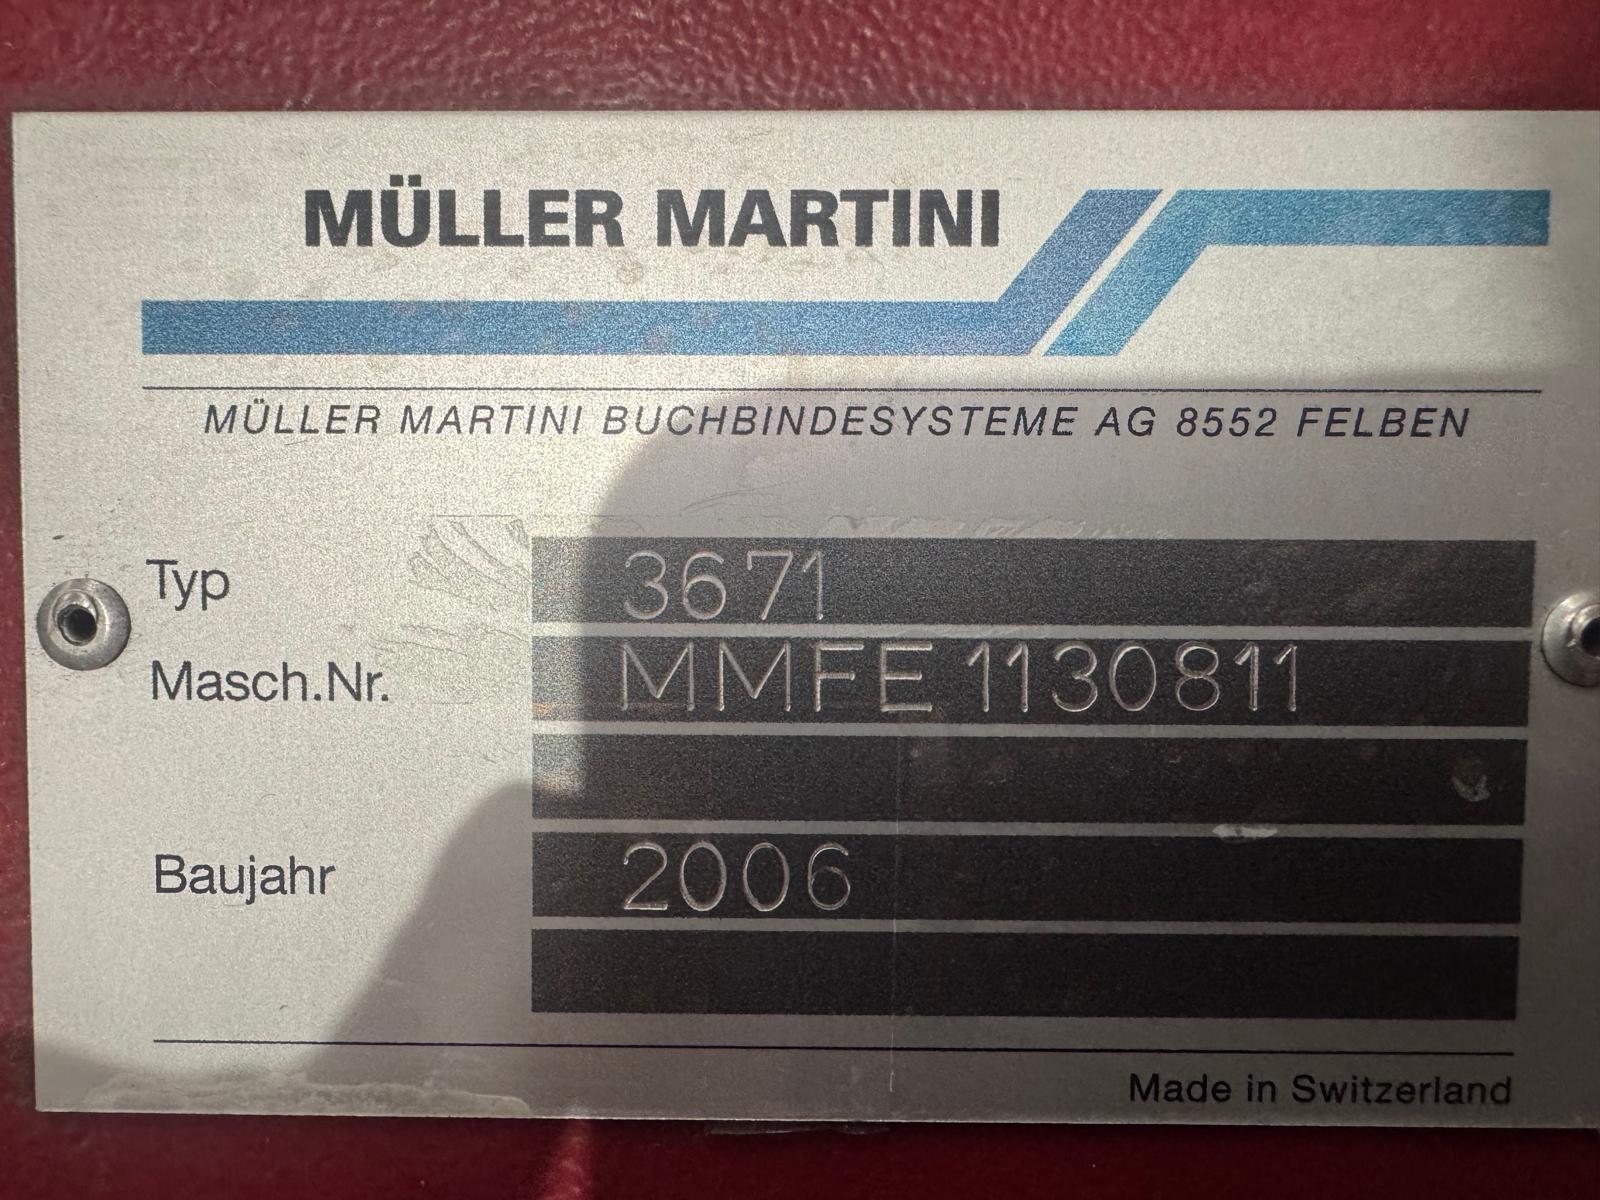 MÜLLER MARTINI
MÜLLER MARTINI BUCHBINDESYSTEME AG 8552 FELBEN
Typ 3671
Masch.Nr. MMFE 1130811
Baujahr 2006
Made in Switzerland